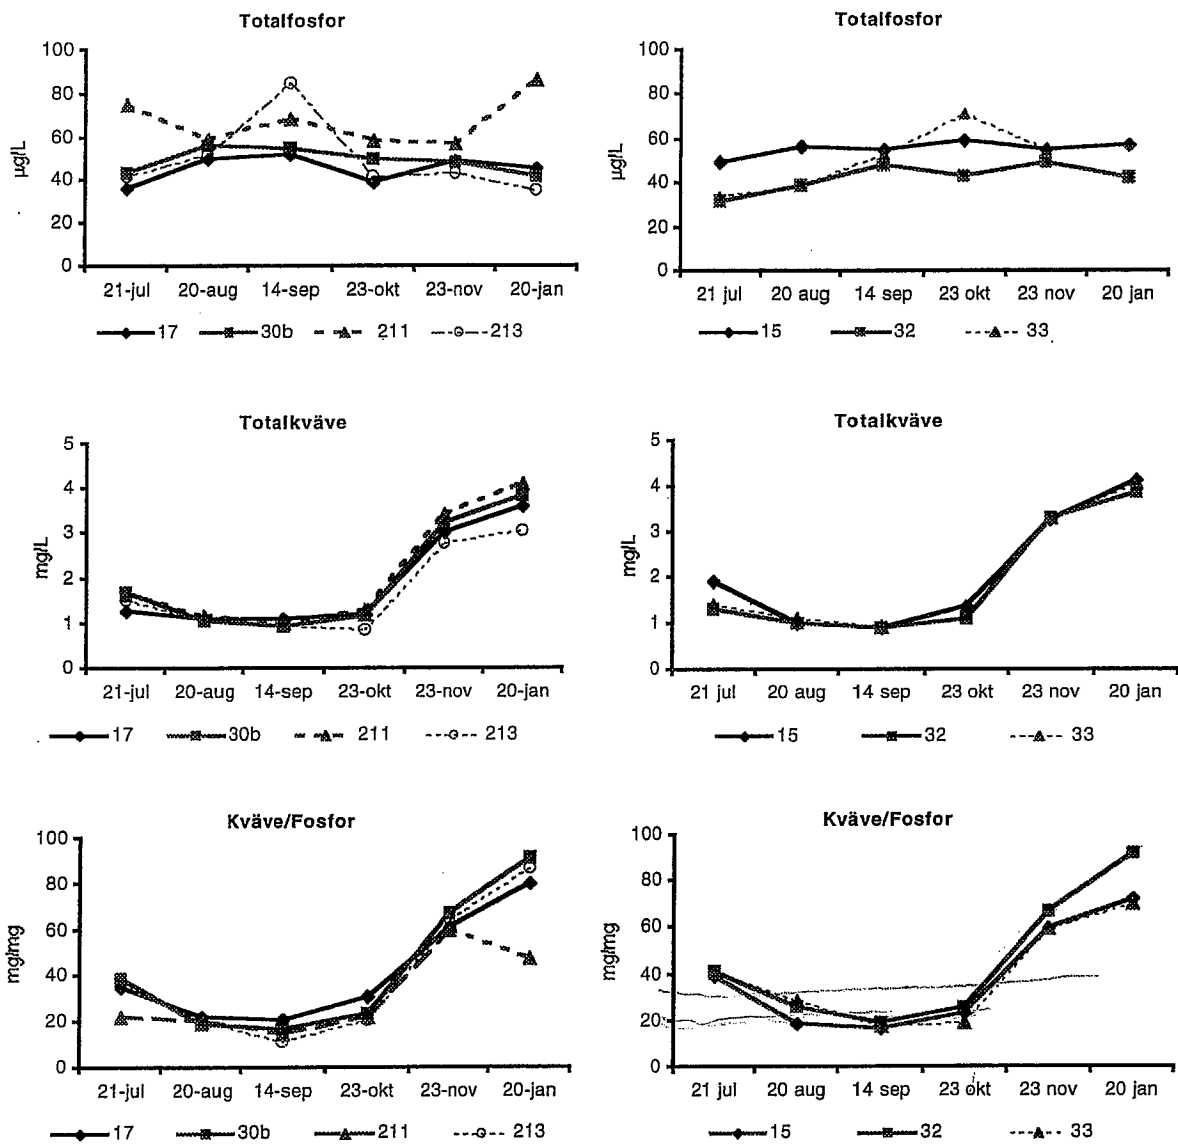 Totalfosfor
100
80
60
40
20
0
µg/L
21-jul 20-aug 14-sep 23-okt 23-nov 20-jan
17 30b 211 213
Totalfosfor
100
80
60
40
20
0
µg/L
21 jul 20 aug 14 sep 23 okt 23 nov 20 jan
15 32 33
Totalkväve
5
4
3
2
1
0
mg/L
21-jul 20-aug 14-sep 23-okt 23-nov 20-jan
17 30b 211 213
Totalkväve
5
4
3
2
1
0
mg/L
21 jul 20 aug 14 sep 23 okt 23 nov 20 jan
15 32 33
Kväve/Fosfor
100
80
60
40
20
0
mg/mg
21-jul 20-aug 14-sep 23-okt 23-nov 20-jan
17 30b 211 213
Kväve/Fosfor
100
80
60
40
20
0
mg/mg
21 jul 20 aug 14 sep 23 okt 23 nov 20 jan
15 32 33